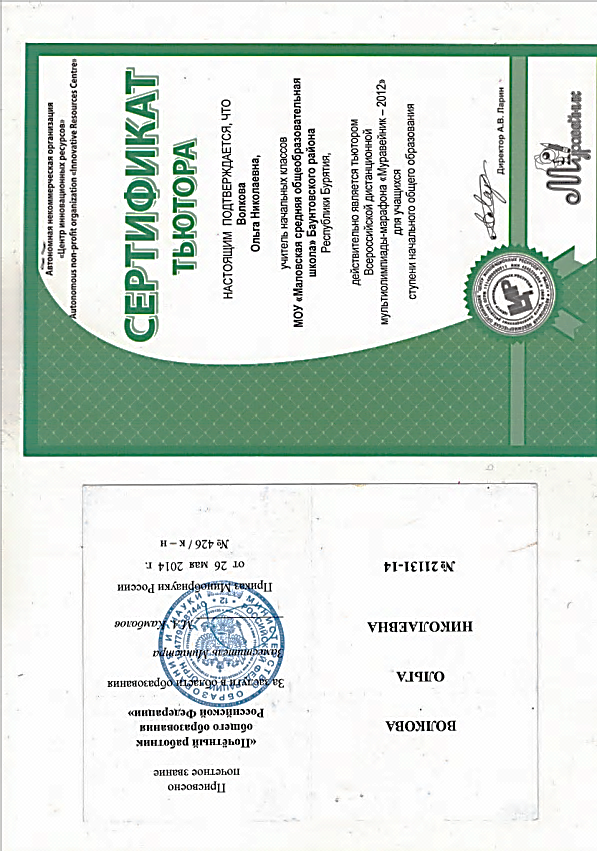 Автономная некоммерческая организация
«Центр инновационных ресурсов»
Autonomous non-profit organization «Innovative Resources Centre»
СЕРТИФИКАТ
ТЬЮТОРА
НАСТОЯЩИМ ПОДТВЕРЖДАЕТСЯ, ЧТО
Волкова
Ольга Николаевна,
учитель начальных классов
МОУ «Маловская средняя общеобразовательная
школа» Баунтовского района
Республики Бурятия,
действительно является тьютором
Всероссийской дистанционной
мультиолимпиады-марафона «Муравейник – 2012»
для учащихся
ступени начального общего образования
Директор А.В. Ларин
ЦИР
Муравейник
ВОЛКОВА
ОЛЬГА
НИКОЛАЕВНА
№ 21131-14
Присвоено
почетное звание
«Почётный работник
общего образования
Российской Федерации»
За заслуги в области образования
Заместитель Министра
М.А. Камболов
Приказ Минобрнауки России
от 26 мая 2014 г.
№ 426 / к – н